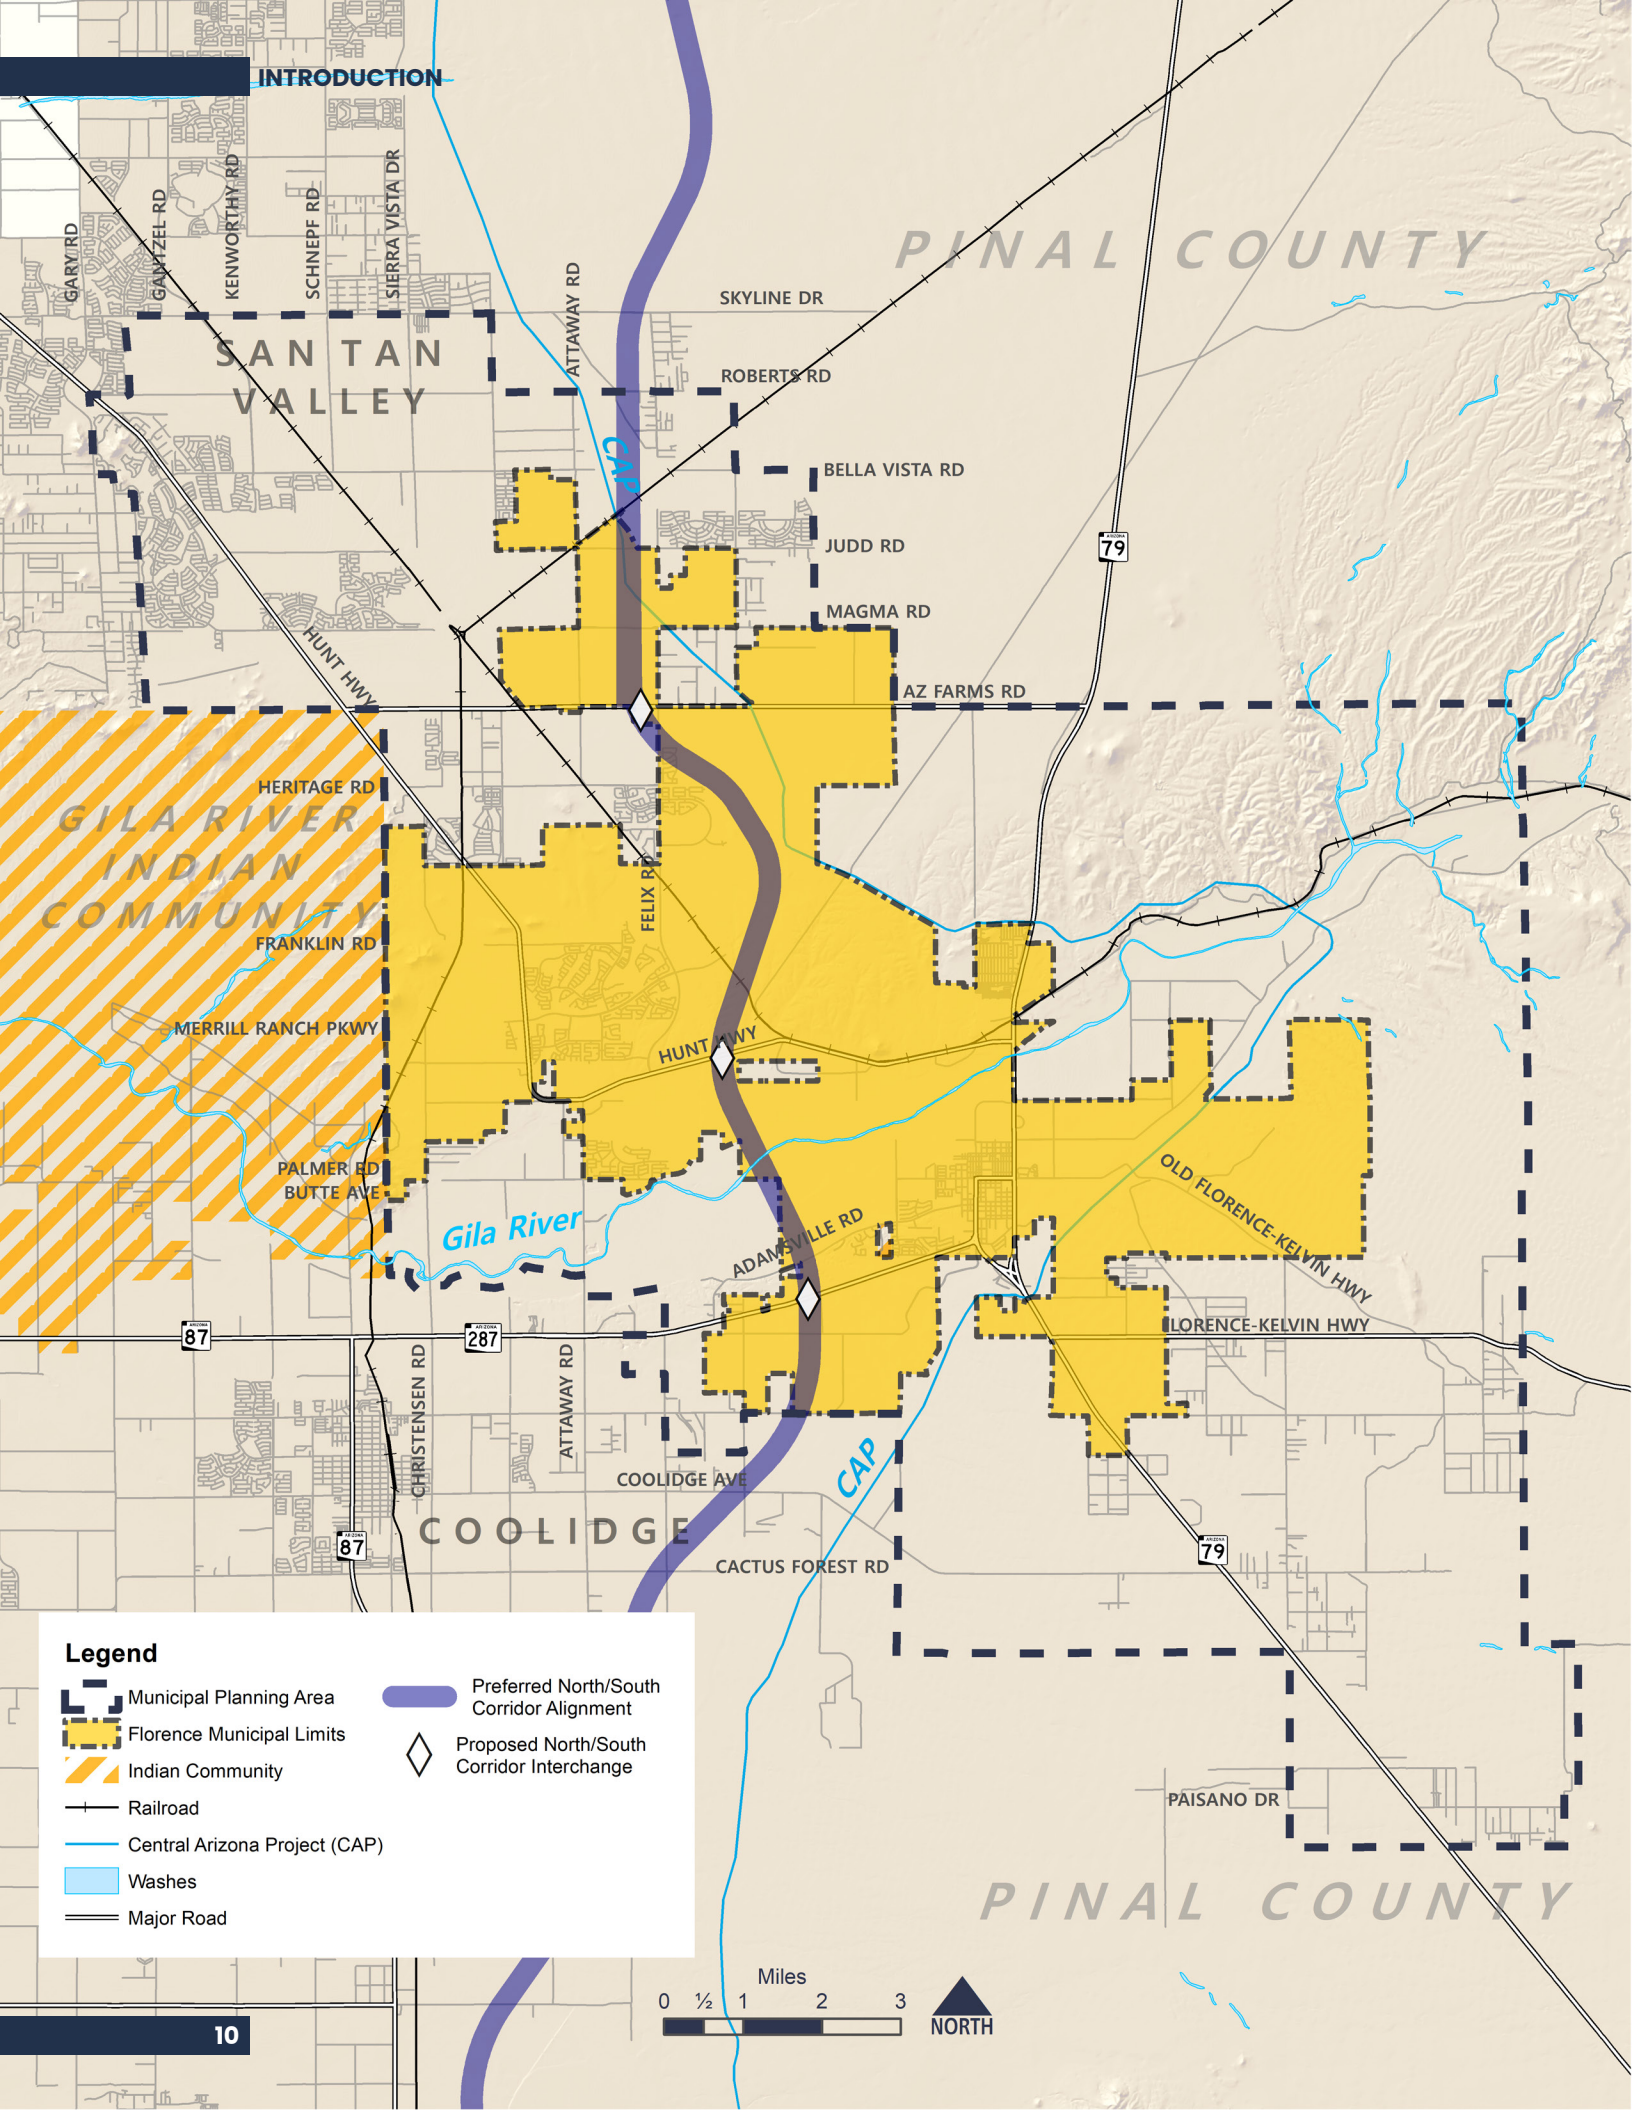 INTRODUCTION
GARY RD
GANTZEL RD
KENWORTHY RD
SCHNEPF RD
SIERRA VISTA DR
ATTAWAY RD
PINAL COUNTY
SKYLINE DR
SAN TAN
VALLEY
ROBERTS RD
CAP
BELLA VISTA RD
JUDD RD
ARIZONA
79
MAGMA RD
HUNT HWY
AZ FARMS RD
HERITAGE RD
GILA RIVER
INDIAN
COMMUNITY
FELIX RD
FRANKLIN RD
MERRILL RANCH PKWY
HUNT HWY
PALMER RD
BUTTE AVE
OLD FLORENCE-KELVIN HWY
Gila River
ADAMSVILLE RD
LORENCE-KELVIN HWY
ARIZONA
87
ARIZONA
287
CHRISTENSEN RD
ATTAWAY RD
COOLIDGE AVE
CAP
COOLIDGE
ARIZONA
87
ARIZONA
79
CACTUS FOREST RD
Legend
Municipal Planning Area
Florence Municipal Limits
Indian Community
Railroad
Central Arizona Project (CAP)
Washes
Major Road
Preferred North/South
Corridor Alignment
Proposed North/South
Corridor Interchange
PAISANO DR
PINAL COUNTY
Miles
0 ½ 1 2 3
NORTH
10